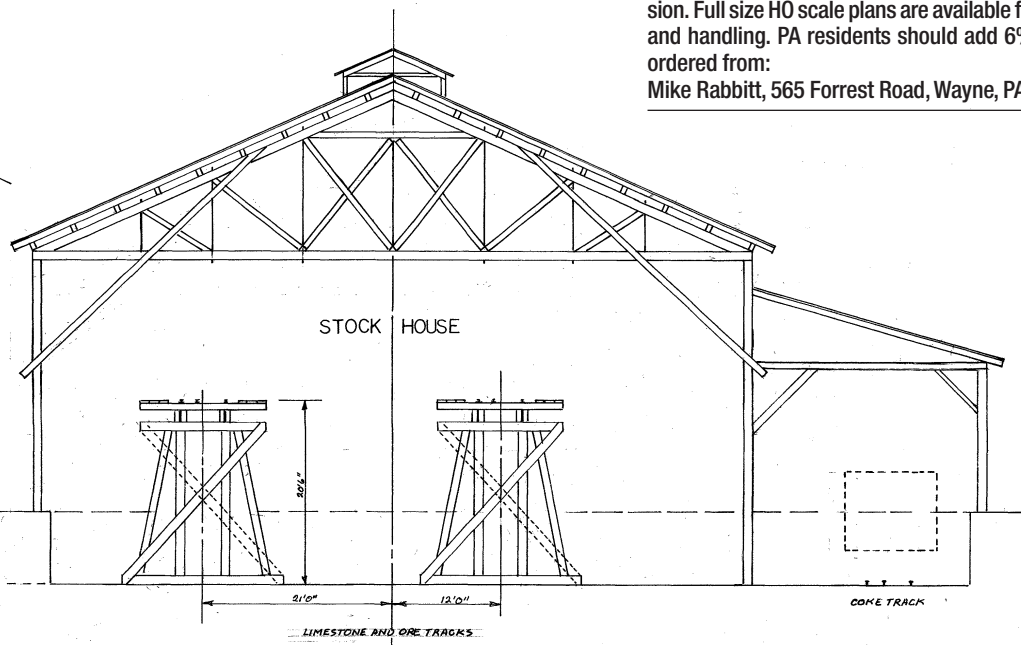 sion. Full size HO scale plans are available f
and handling. PA residents should add 6%
ordered from:
Mike Rabbitt, 565 Forrest Road, Wayne, PA
STOCK HOUSE
20'6"
21'0"
12'0"
COKE TRACK
LIMESTONE AND ORE TRACKS